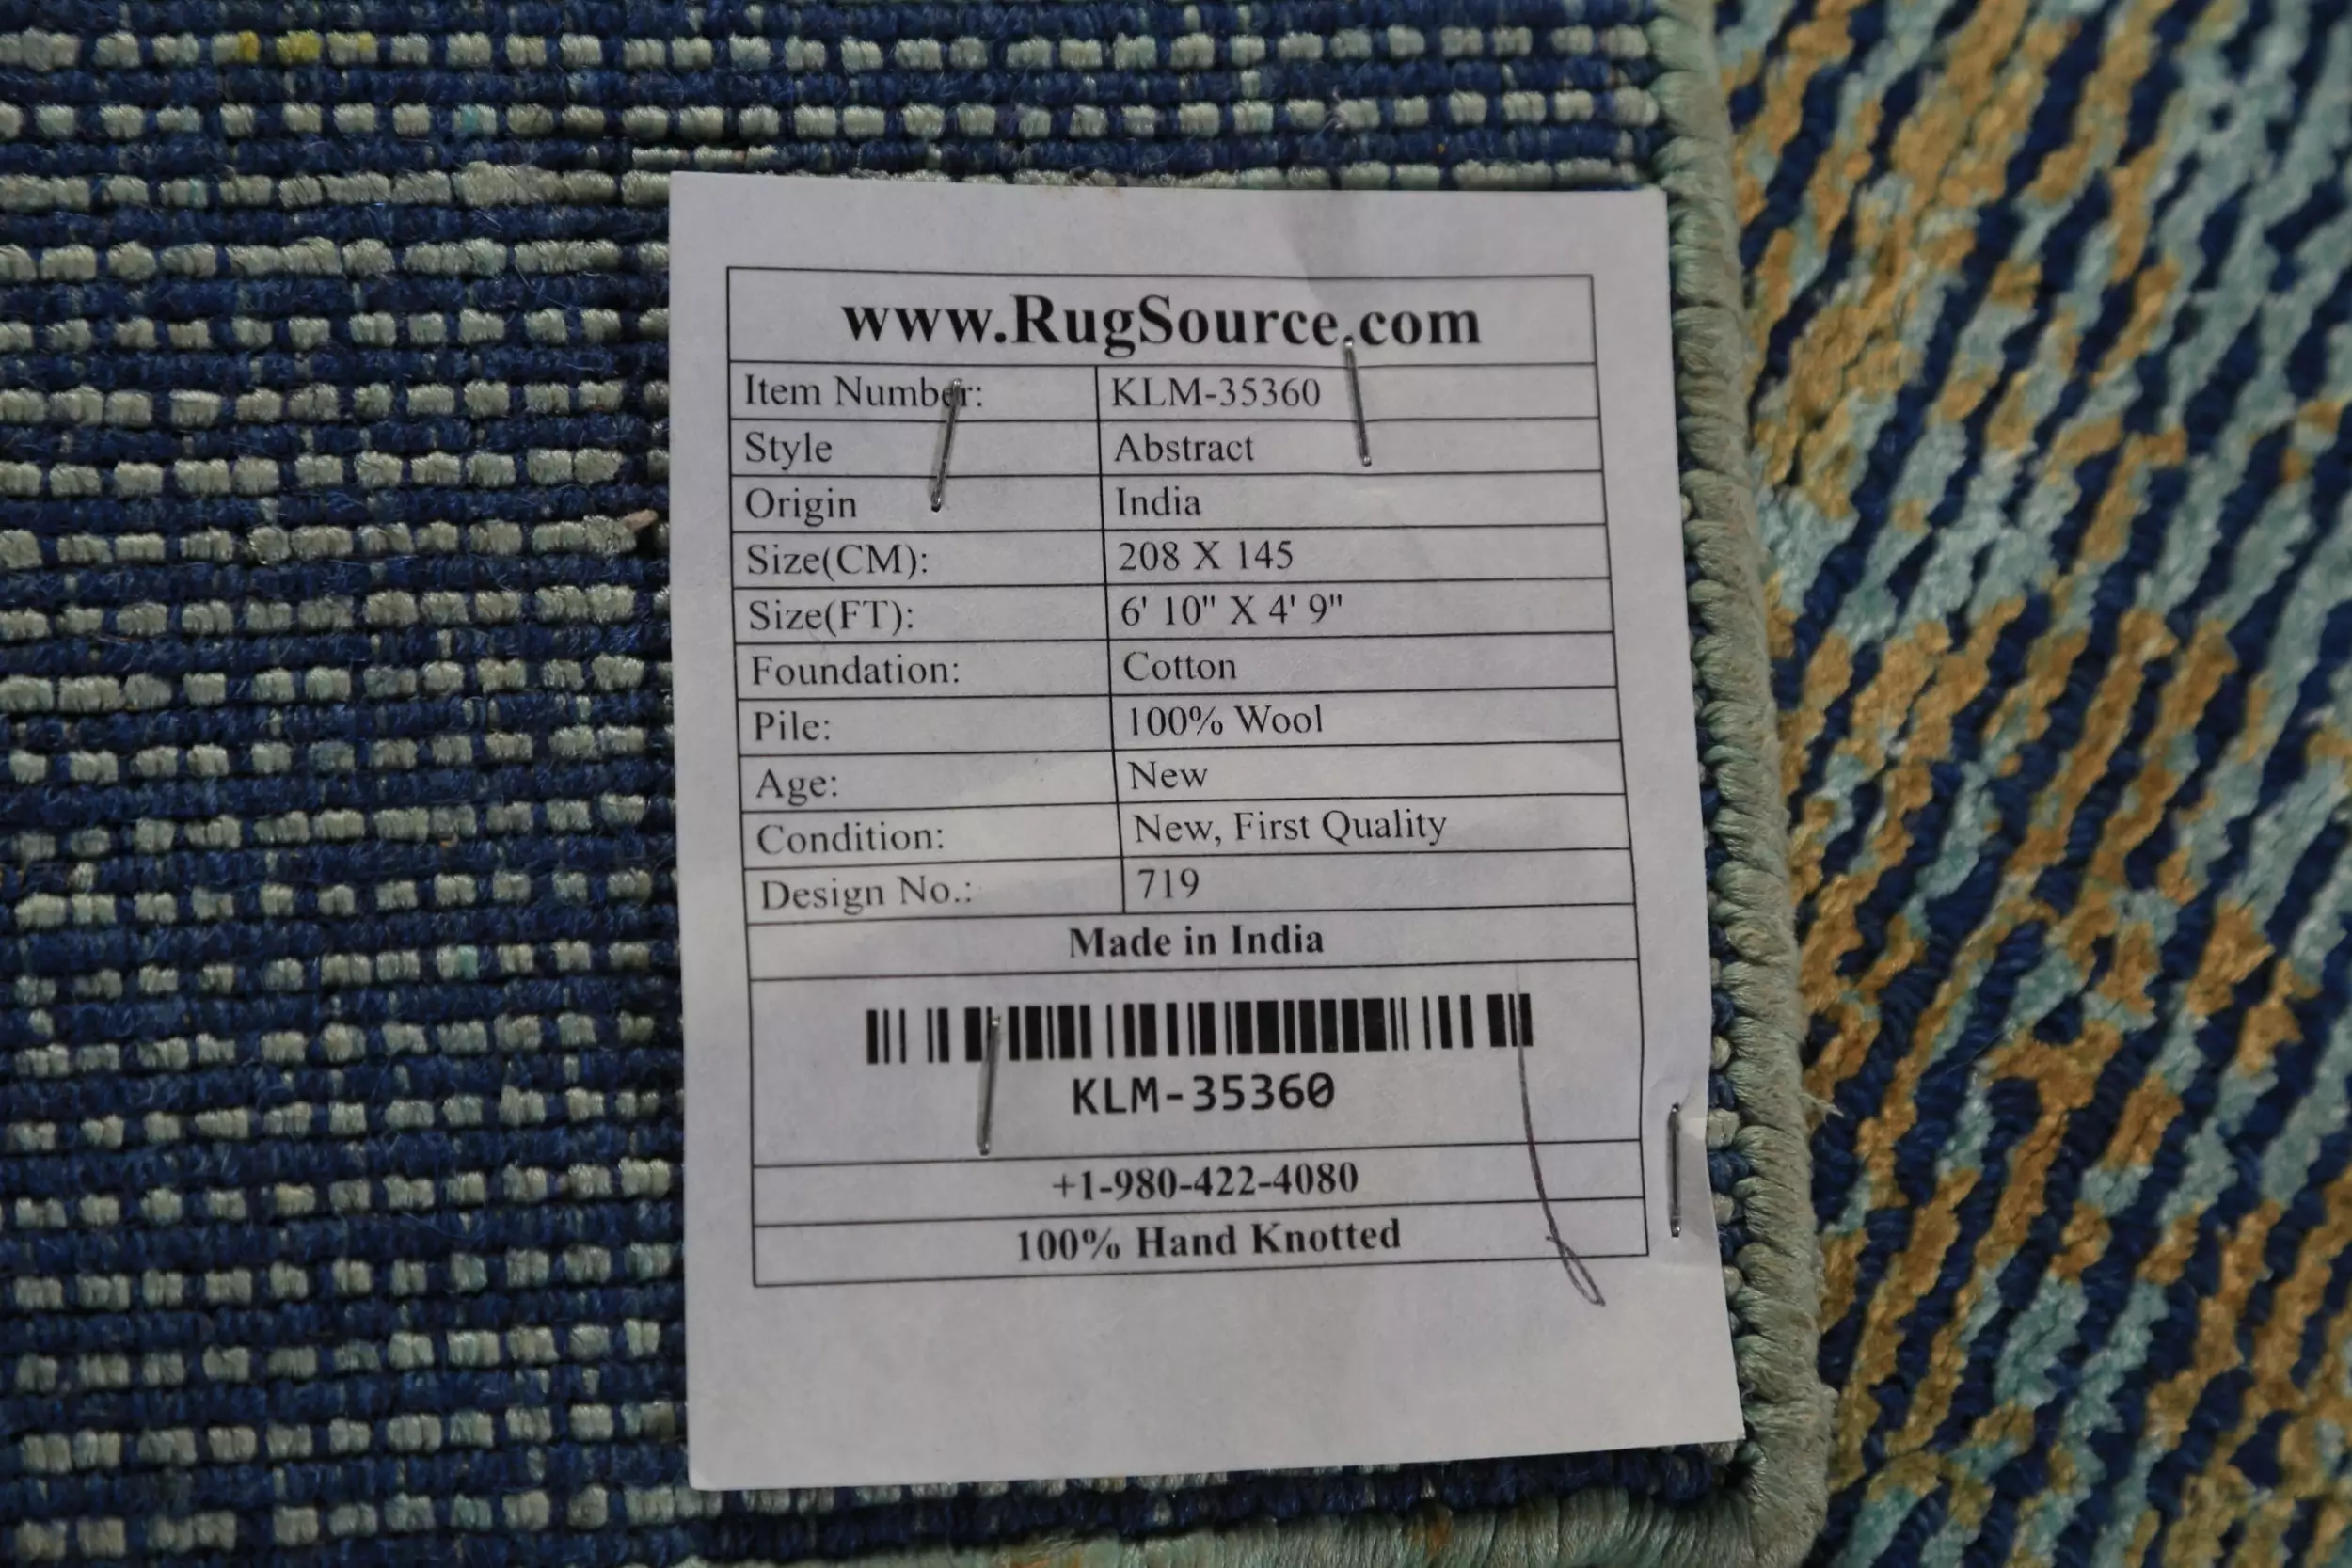 www.RugSource.com
Item Number: KLM-35360
Style Abstract
Origin India
Size(CM): 208 X 145
Size(FT): 6' 10" X 4' 9"
Foundation: Cotton
Pile: 100% Wool
Age: New
Condition: New, First Quality
Design No.: 719
Made in India
KLM-35360
+1-980-422-4080
100% Hand Knotted